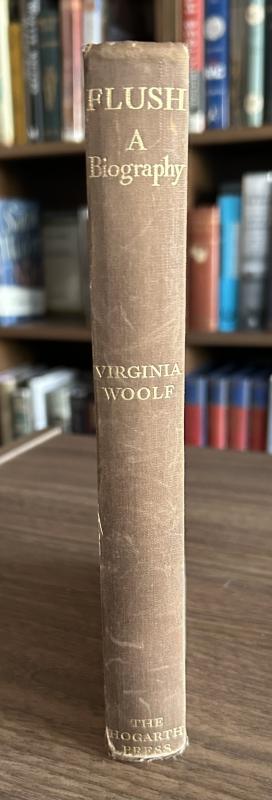 FLUSH
A
Biography
VIRGINIA
WOOLF
THE
HOGARTH
PRESS